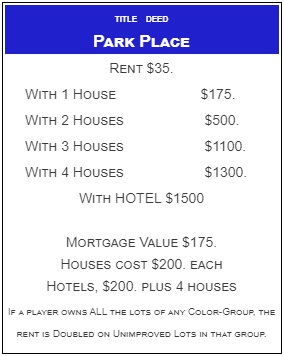 TITLE DEED
PARK PLACE
RENT $35.
WITH 1 HOUSE $175.
WITH 2 HOUSES $500.
WITH 3 HOUSES $1100.
WITH 4 HOUSES $1300.
WITH HOTEL $1500
MORTGAGE VALUE $175.
HOUSES COST $200. EACH
HOTELS, $200. PLUS 4 HOUSES
IF A PLAYER OWNS ALL THE LOTS OF ANY COLOR-GROUP, THE
RENT IS DOUBLED ON UNIMPROVED LOTS IN THAT GROUP.